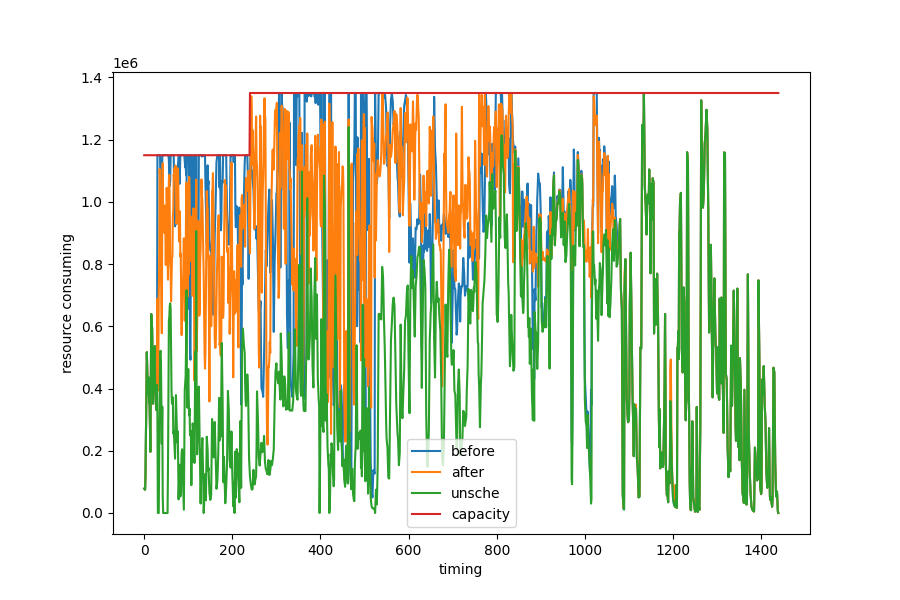 1e6
1.4
1.2
1.0
0.8
0.6
0.4
0.2
0.0
resource consuming
before
after
unsche
capacity
0 200 400 600 800 1000 1200 1400
timing